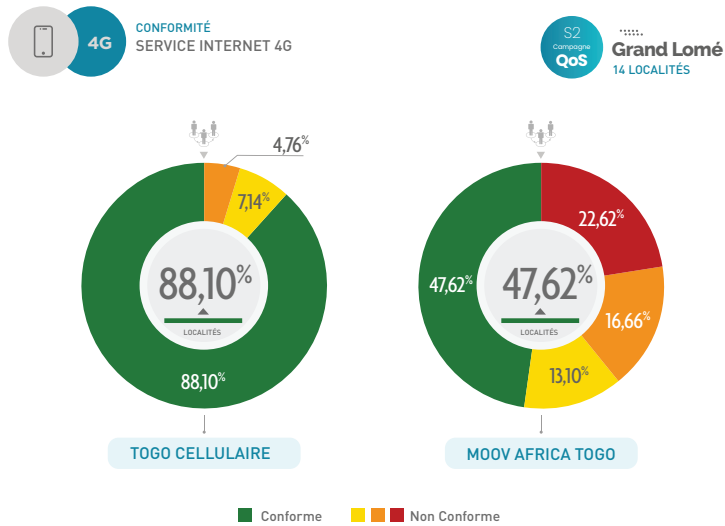 4G
CONFORMITÉ
SERVICE INTERNET 4G
S2
Campagne
QoS
Grand Lomé
14 LOCALITÉS
4,76%
7,14%
88,10%
LOCALITÉS
88,10%
TOGO CELLULAIRE
22,62%
47,62%
47,62%
LOCALITÉS
16,66%
13,10%
MOOV AFRICA TOGO
Conforme
Non Conforme